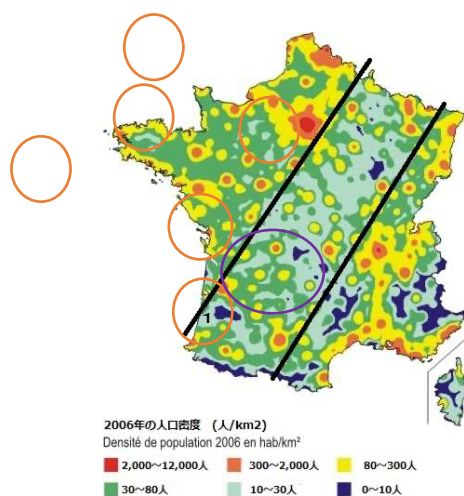 1
2006年の人口密度 (人/km2)
Densité de population 2006 en hab/km²
2,000～12,000人 300～2,000人 80～300人
30～80人 10～30人 0～10人